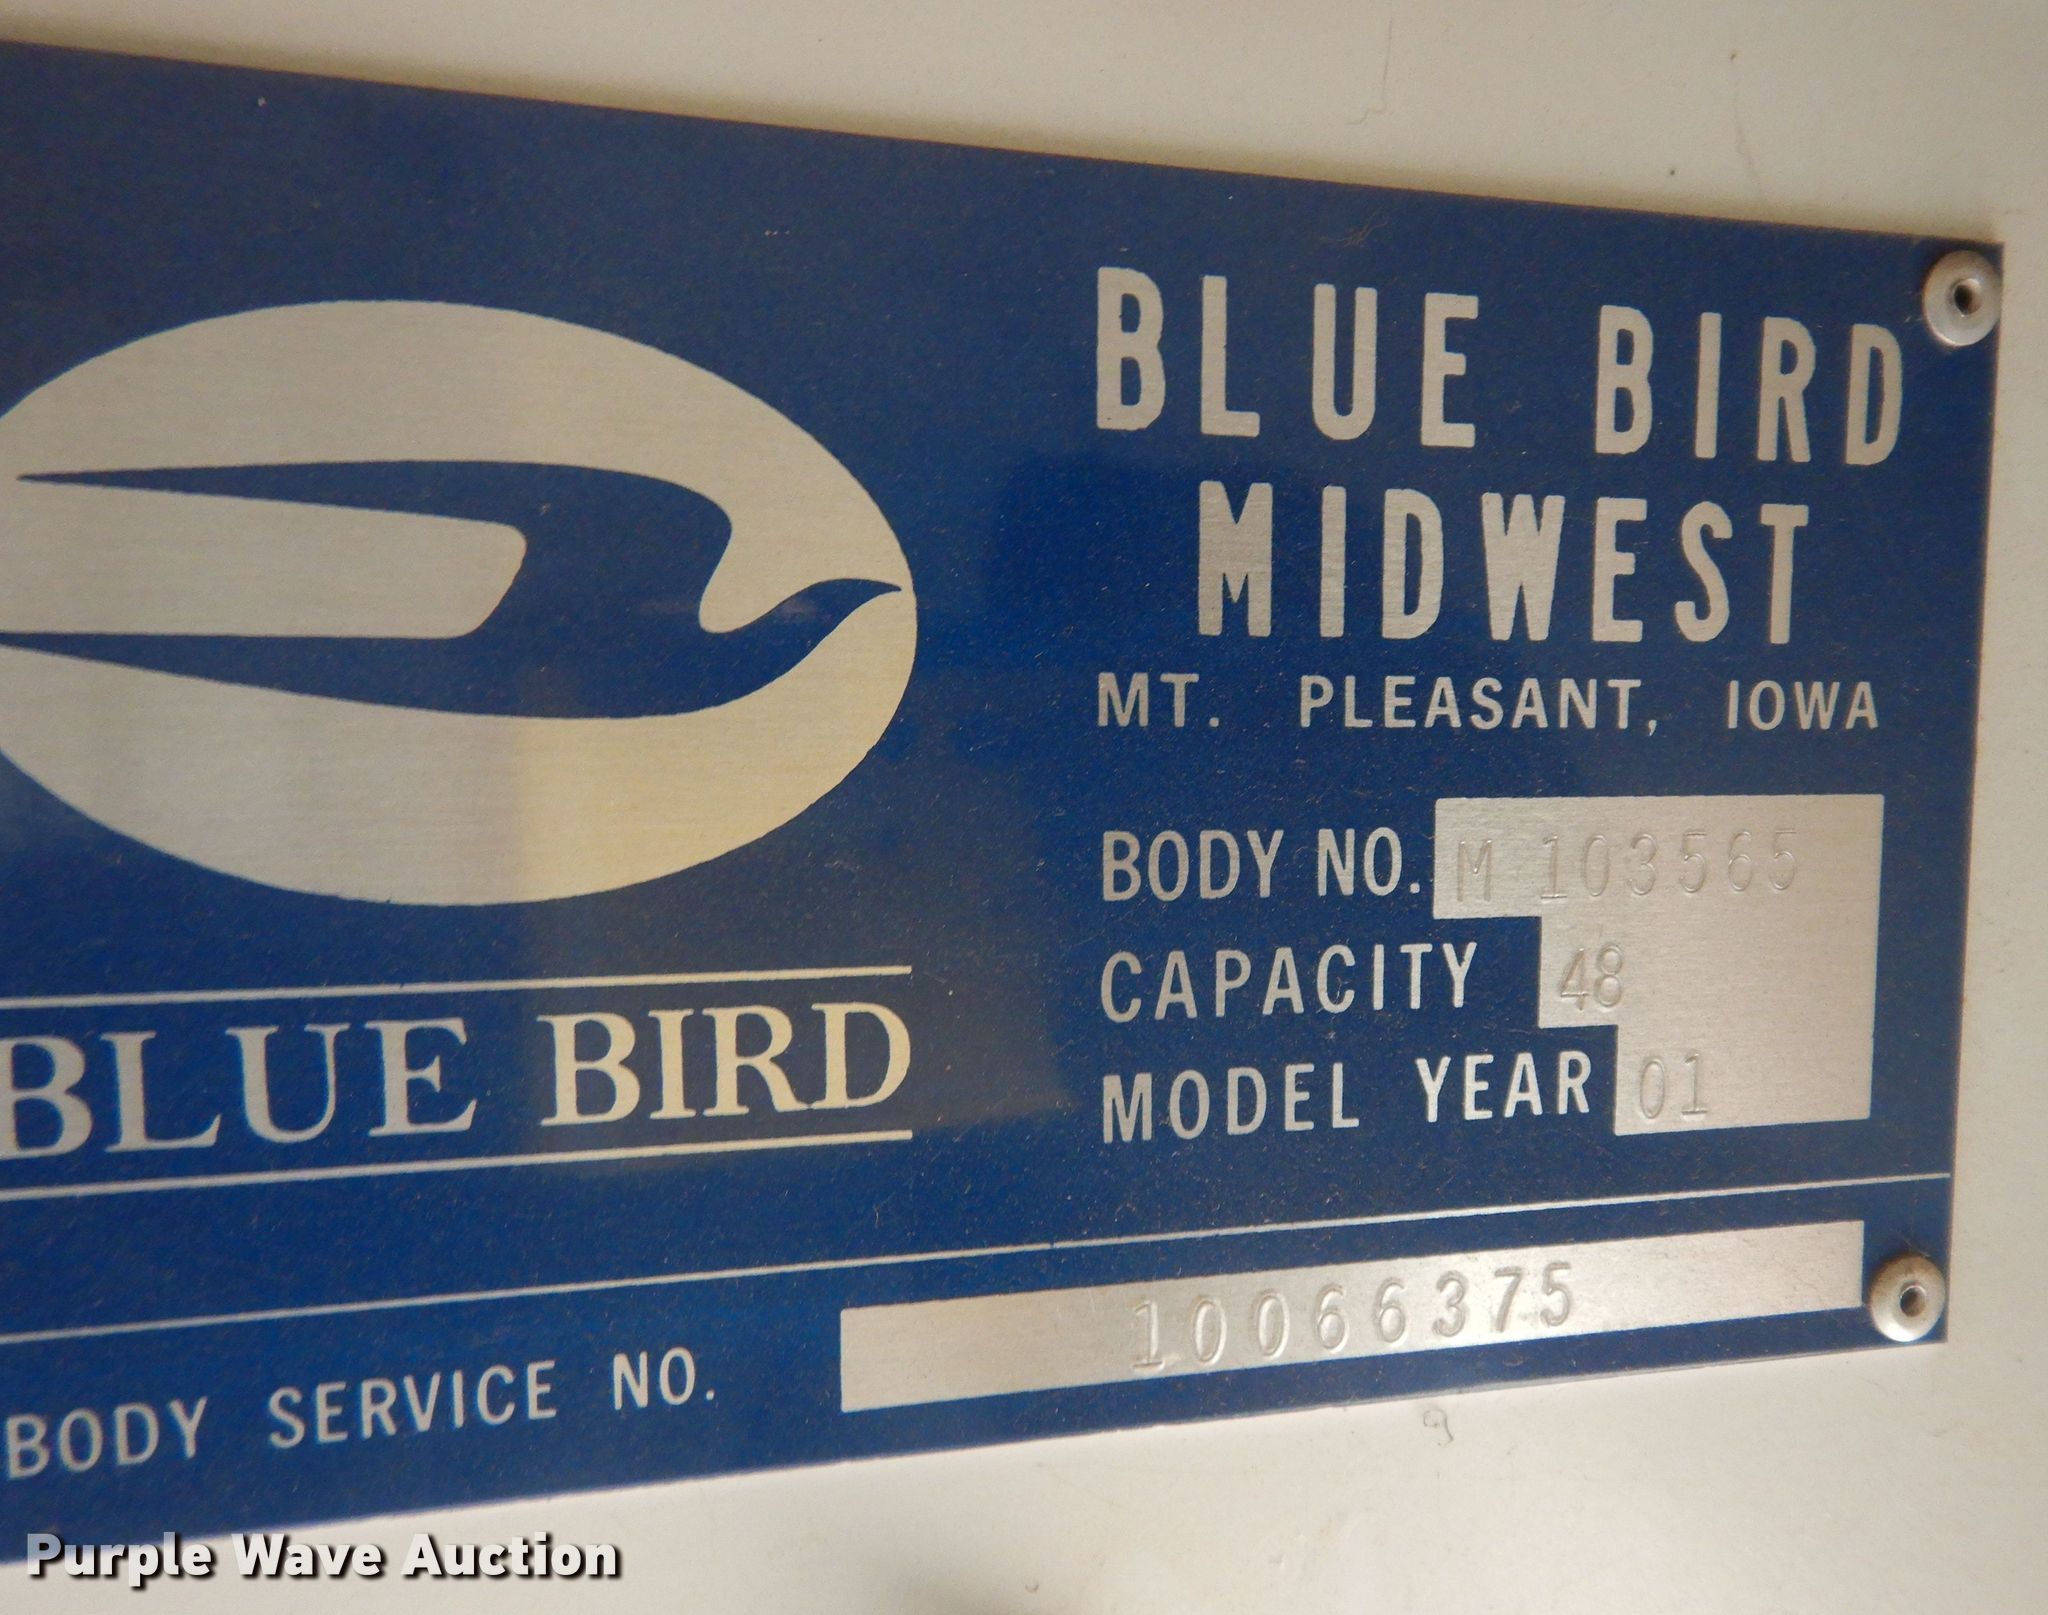 BLUE BIRD
MIDWEST
MT. PLEASANT, IOWA
BODY NO. M 103565
CAPACITY 48
MODEL YEAR 01
BLUE BIRD
BODY SERVICE NO. 10066375
Purple Wave Auction